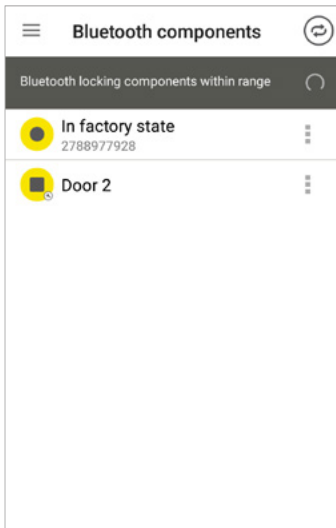 Bluetooth components
Bluetooth locking components within range
In factory state
2788977928
Door 2